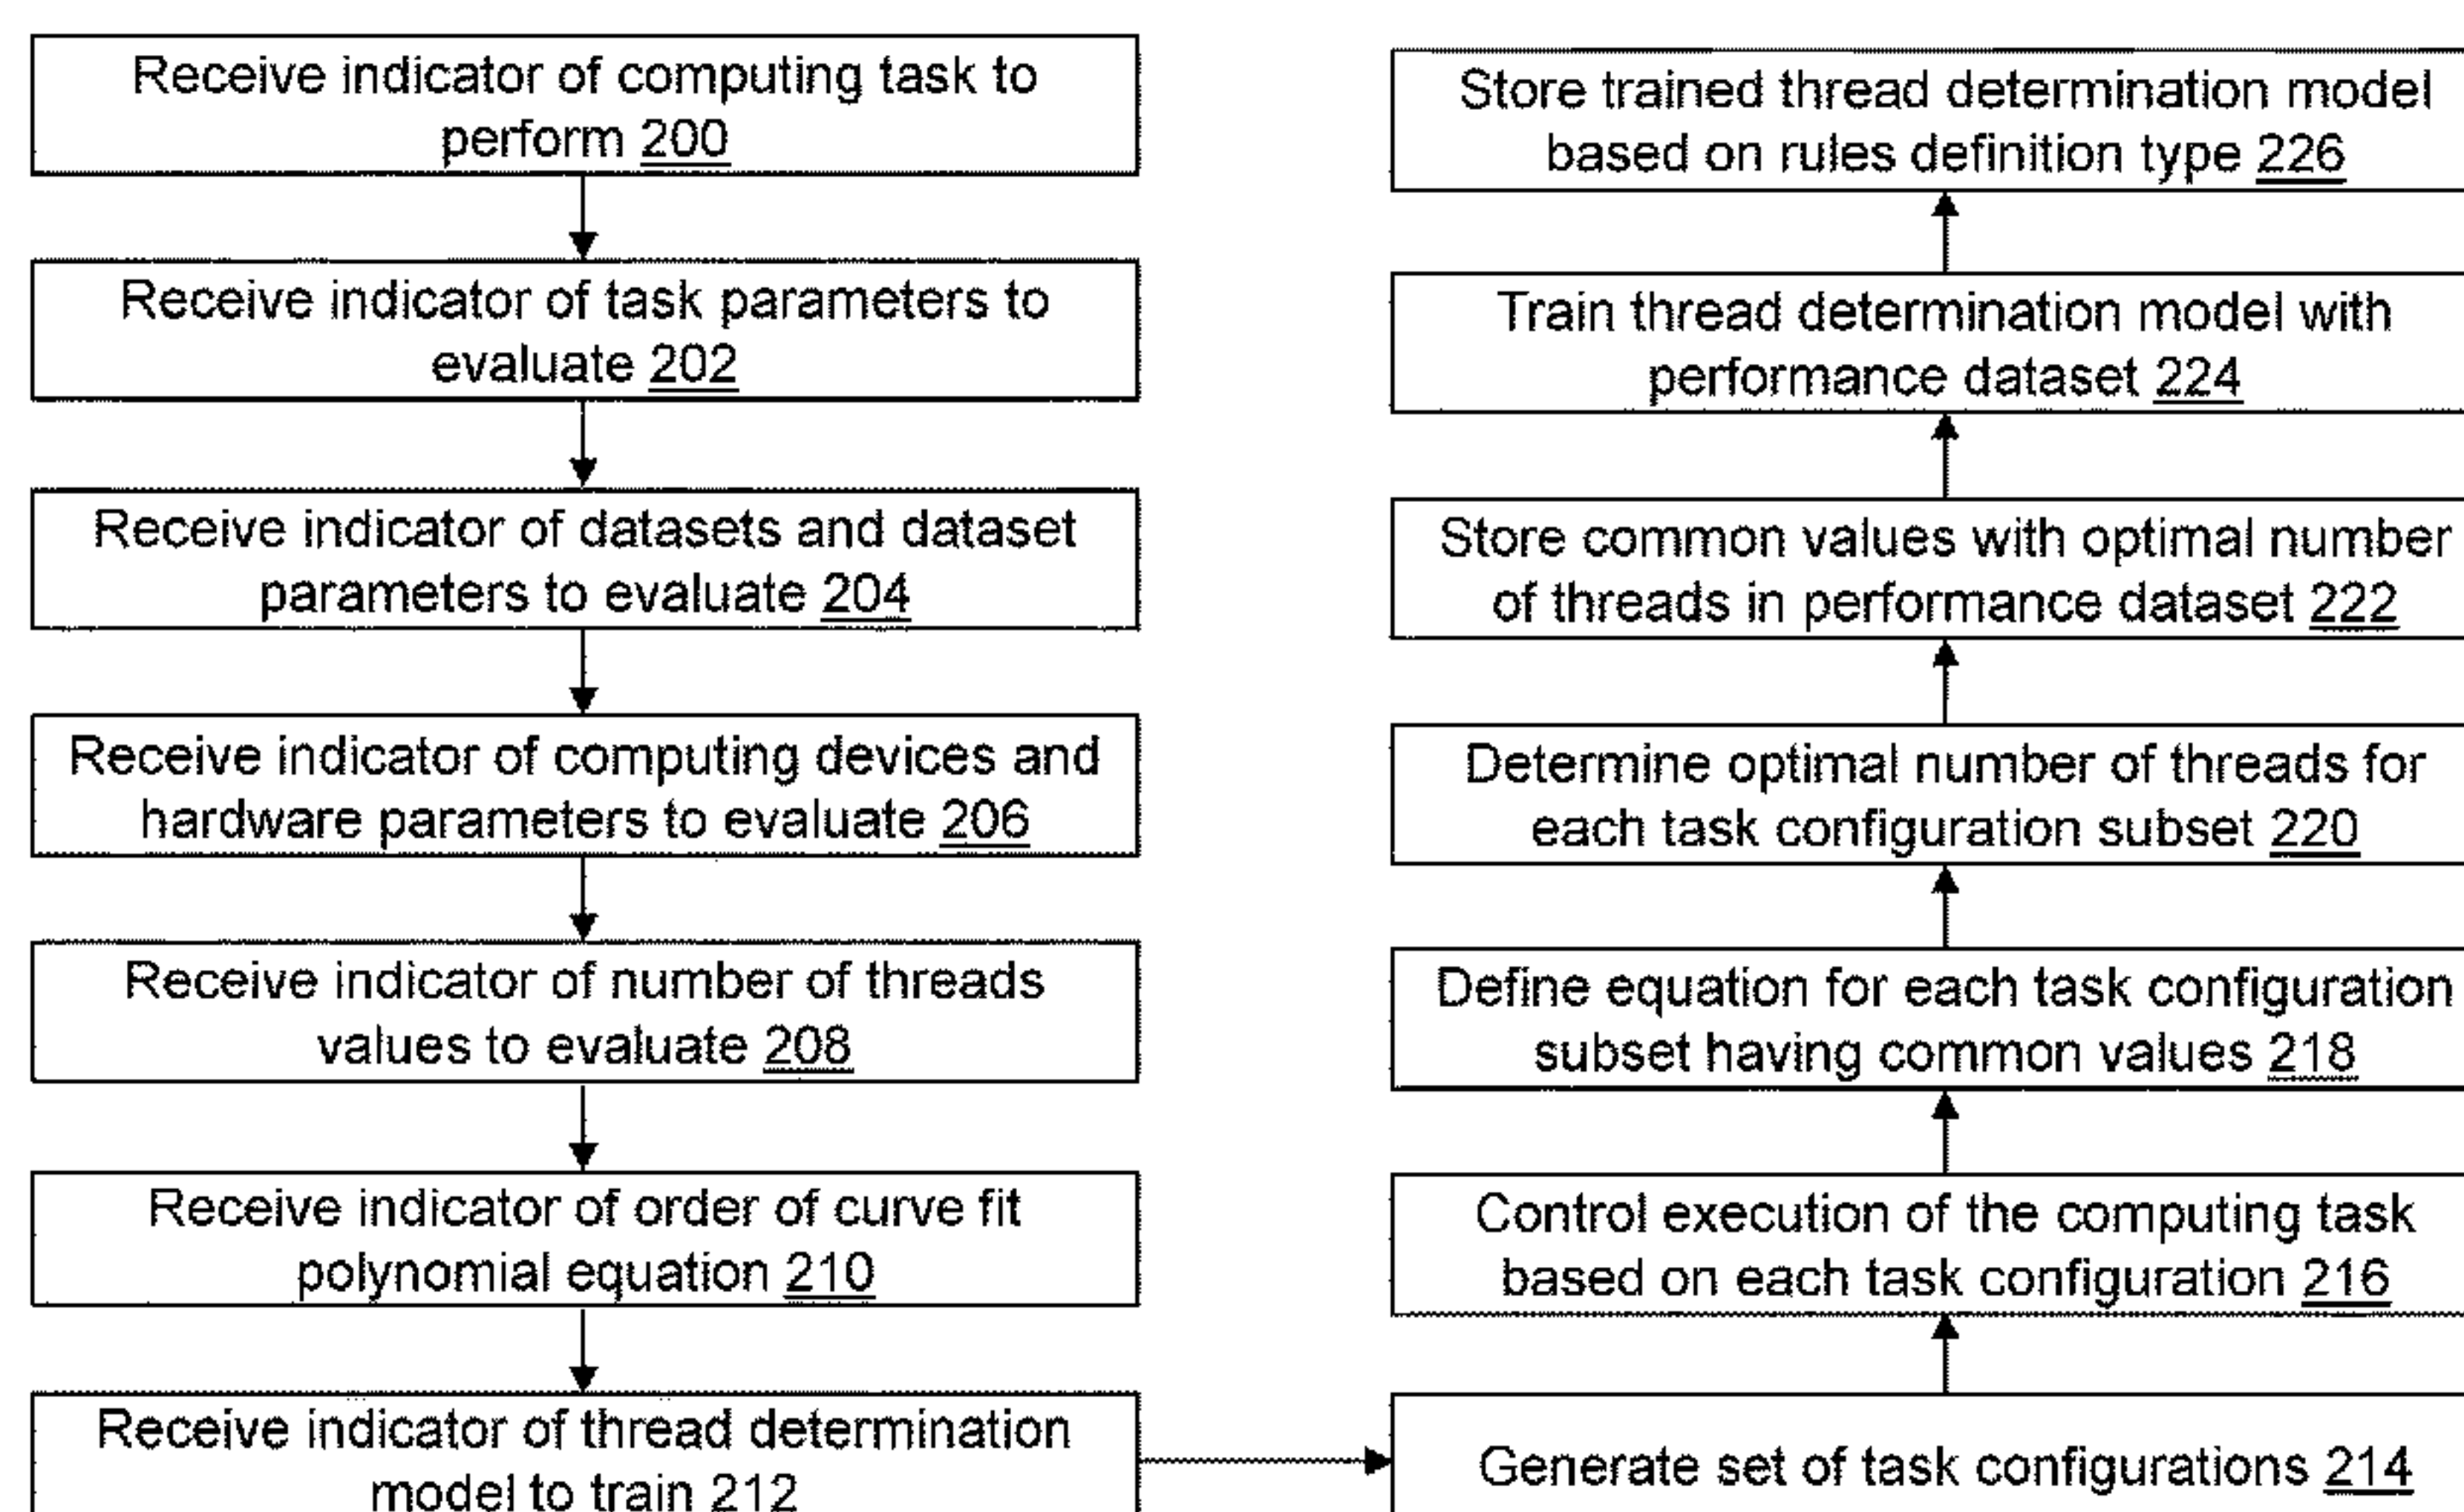 Receive indicator of computing task to
perform 200
Receive indicator of task parameters to
evaluate 202
Receive indicator of datasets and dataset
parameters to evaluate 204
Receive indicator of computing devices and
hardware parameters to evaluate 206
Receive indicator of number of threads
values to evaluate 208
Receive indicator of order of curve fit
polynomial equation 210
Receive indicator of thread determination
model to train 212
Generate set of task configurations 214
Control execution of the computing task
based on each task configuration 216
Define equation for each task configuration
subset having common values 218
Determine optimal number of threads for
each task configuration subset 220
Store common values with optimal number
of threads in performance dataset 222
Train thread determination model with
performance dataset 224
Store trained thread determination model
based on rules definition type 226